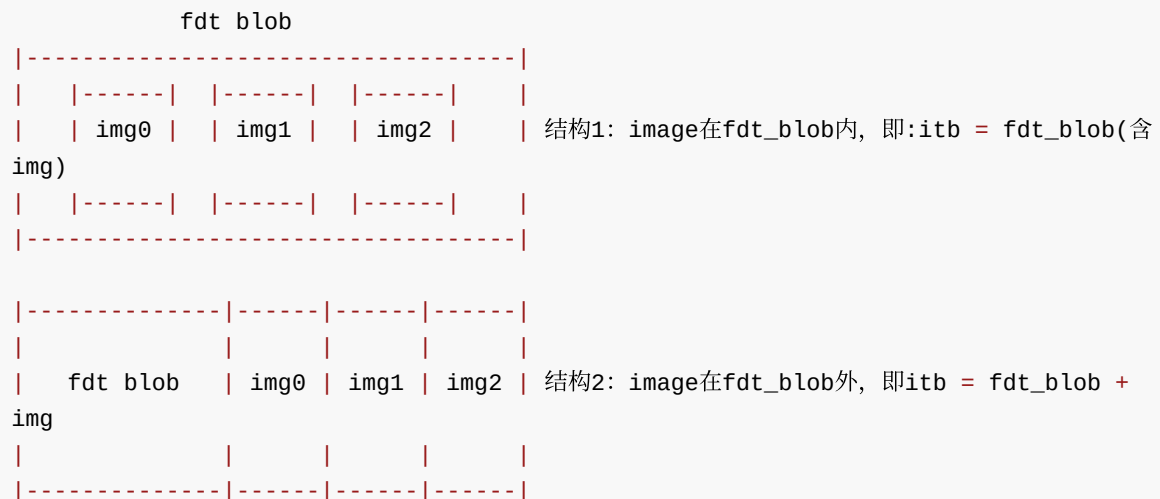 fdt blob
|-----------------------------------|
|   |------|  |------|  |------|    |
|   | img0 |  | img1 |  | img2 |    | 结构1：image在fdt_blob内，即:itb = fdt_blob(含
img)
|   |------|  |------|  |------|    |
|-----------------------------------|

|--------------|------|------|------|
|              |      |      |      |
|   fdt blob   | img0 | img1 | img2 | 结构2：image在fdt_blob外，即itb = fdt_blob +
img
|              |      |      |      |
|--------------|------|------|------|